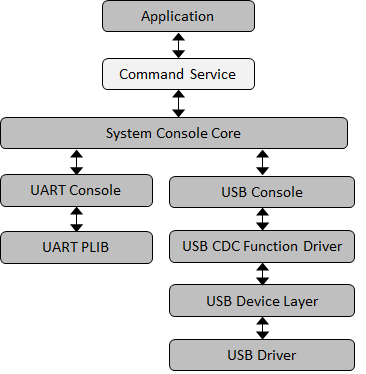 Application
Command Service
System Console Core
UART Console
USB Console
UART PLIB
USB CDC Function Driver
USB Device Layer
USB Driver